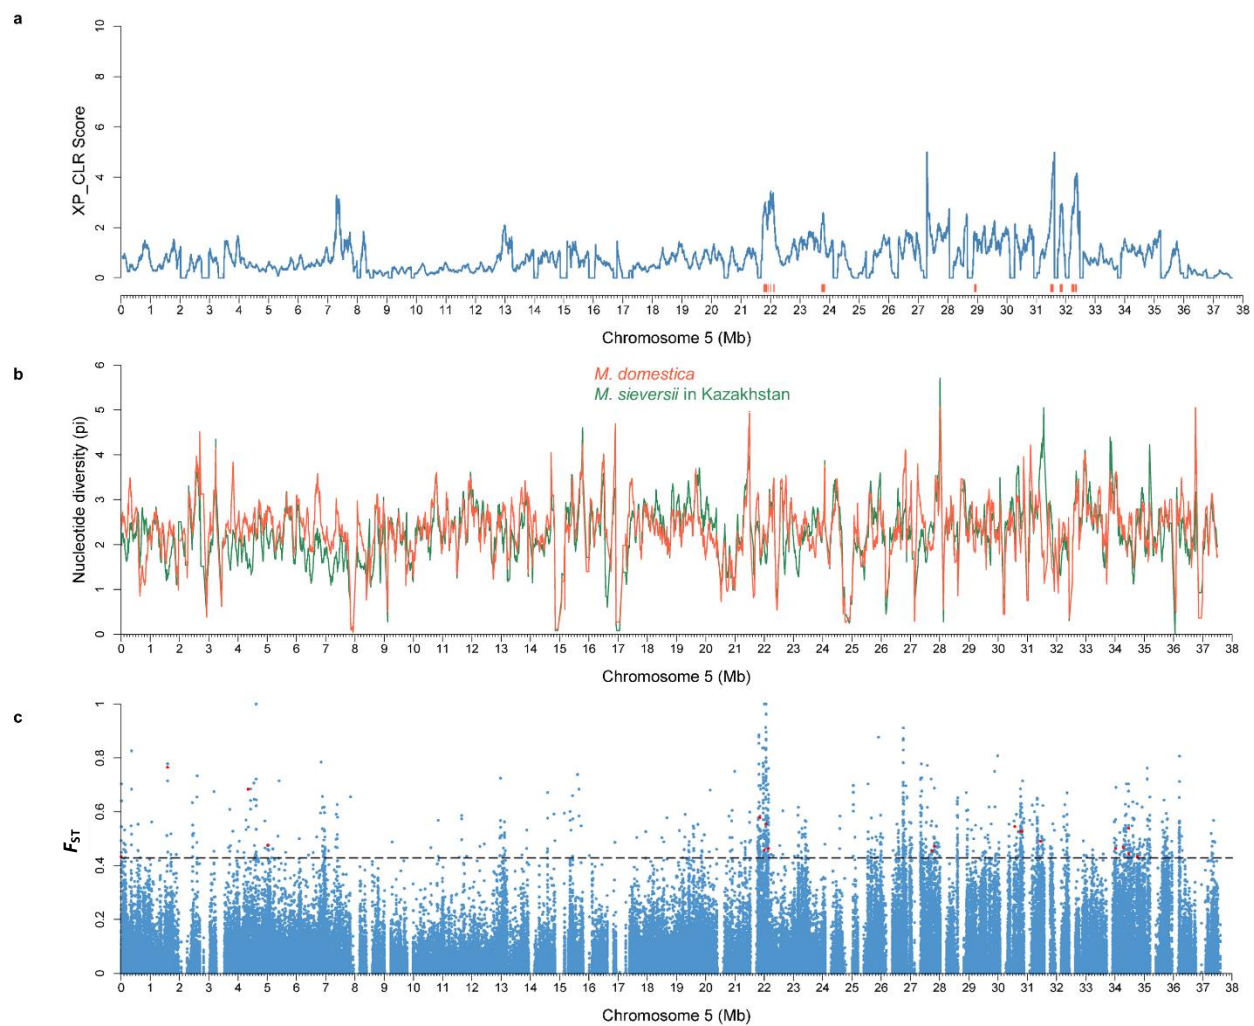 a
10
8
6
4
2
0
XP_CLR Score
0 1 2 3 4 5 6 7 8 9 10 11 12 13 14 15 16 17 18 19 20 21 22 23 24 25 26 27 28 29 30 31 32 33 34 35 36 37 38
Chromosome 5 (Mb)
b
6
5
4
3
2
1
0
Nucleotide diversity (pi)
M. domestica
M. sieversii in Kazakhstan
0 1 2 3 4 5 6 7 8 9 10 11 12 13 14 15 16 17 18 19 20 21 22 23 24 25 26 27 28 29 30 31 32 33 34 35 36 37 38
Chromosome 5 (Mb)
c
1
0.8
0.6
0.4
0.2
0
FST
0 1 2 3 4 5 6 7 8 9 10 11 12 13 14 15 16 17 18 19 20 21 22 23 24 25 26 27 28 29 30 31 32 33 34 35 36 37 38
Chromosome 5 (Mb)